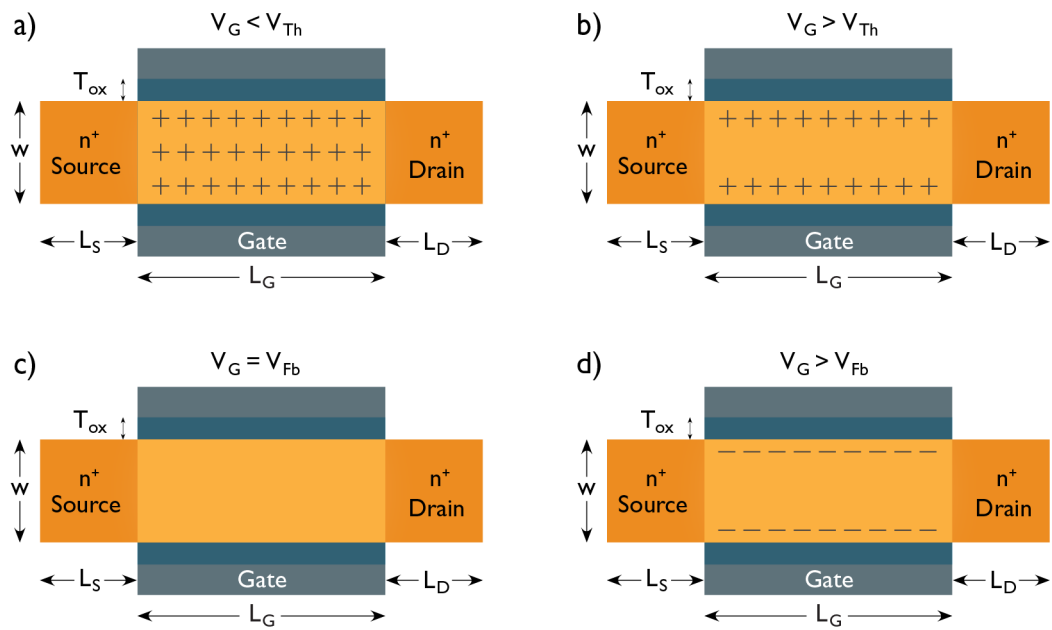 a)
V_G < V_Th
T_ox
w
n⁺
Source
+ + + + + + + + +
+ + + + + + + + +
+ + + + + + + + +
n⁺
Drain
Gate
L_S
L_D
L_G
b)
V_G > V_Th
T_ox
w
n⁺
Source
+ + + + + + + + +
+ + + + + + + + +
n⁺
Drain
Gate
L_S
L_D
L_G
c)
V_G = V_Fb
T_ox
w
n⁺
Source
n⁺
Drain
Gate
L_S
L_D
L_G
d)
V_G > V_Fb
T_ox
w
n⁺
Source
— — — — — — — — —
— — — — — — — — —
n⁺
Drain
Gate
L_S
L_D
L_G